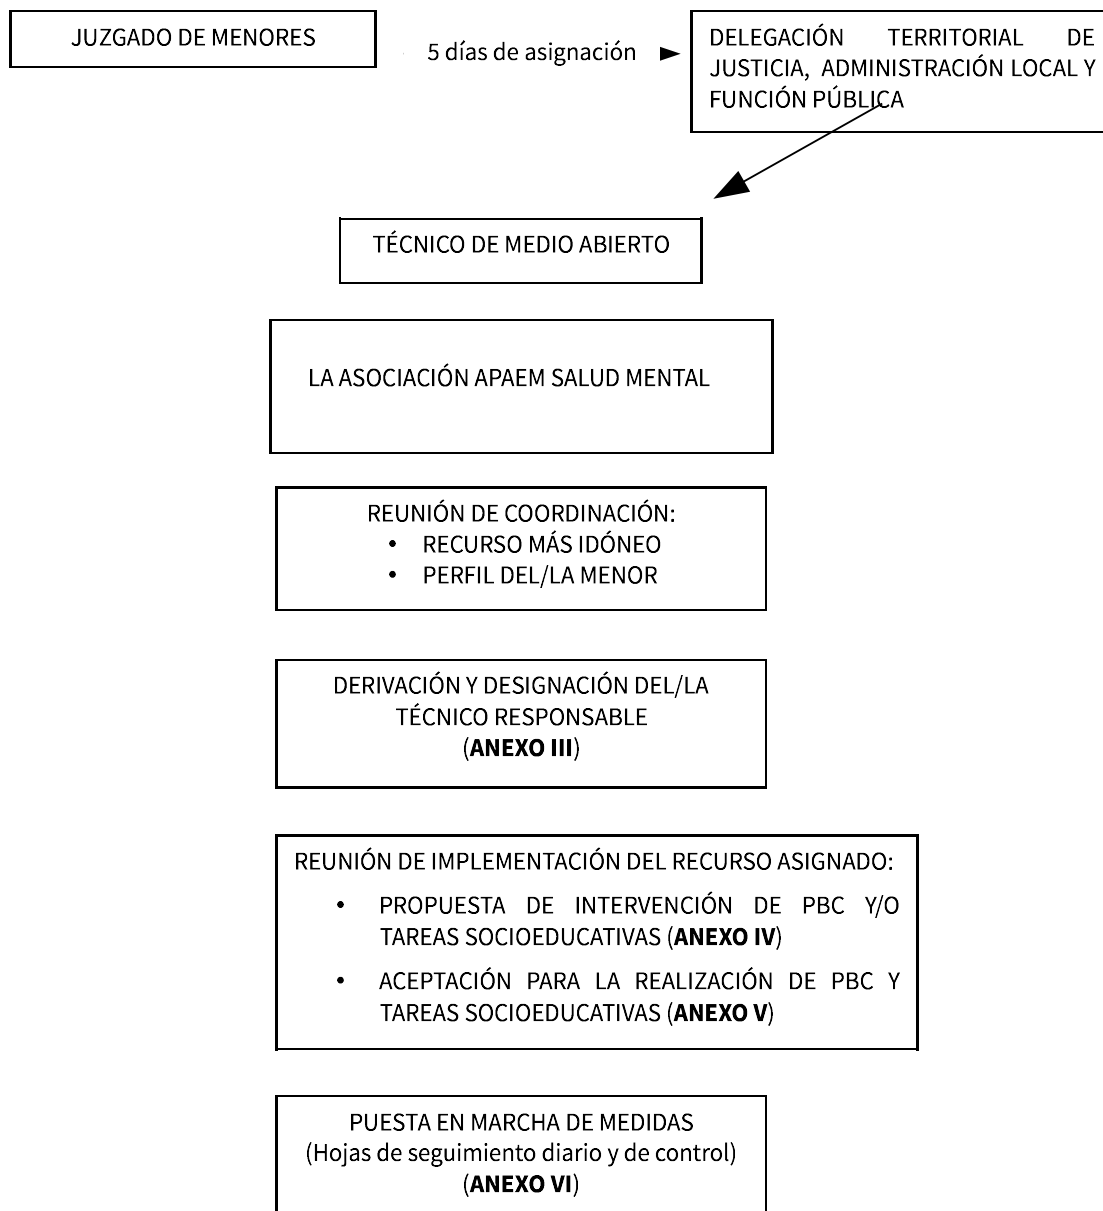 JUZGADO DE MENORES
5 días de asignación
DELEGACIÓN TERRITORIAL DE
JUSTICIA, ADMINISTRACIÓN LOCAL Y
FUNCIÓN PÚBLICA
TÉCNICO DE MEDIO ABIERTO
LA ASOCIACIÓN APAEM SALUD MENTAL
REUNIÓN DE COORDINACIÓN:
• RECURSO MÁS IDÓNEO
• PERFIL DEL/LA MENOR
DERIVACIÓN Y DESIGNACIÓN DEL/LA
TÉCNICO RESPONSABLE
(ANEXO III)
REUNIÓN DE IMPLEMENTACIÓN DEL RECURSO ASIGNADO:
• PROPUESTA DE INTERVENCIÓN DE PBC Y/O
TAREAS SOCIOEDUCATIVAS (ANEXO IV)
• ACEPTACIÓN PARA LA REALIZACIÓN DE PBC Y
TAREAS SOCIOEDUCATIVAS (ANEXO V)
PUESTA EN MARCHA DE MEDIDAS
(Hojas de seguimiento diario y de control)
(ANEXO VI)